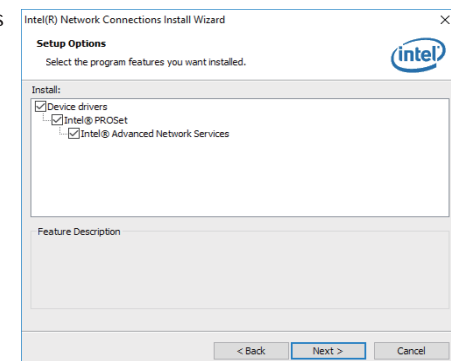 s
Intel(R) Network Connections Install Wizard
Setup Options
Select the program features you want installed.
intel
Install:
Device drivers
Intel® PROSet
Intel® Advanced Network Services
Feature Description
< Back
Next >
Cancel